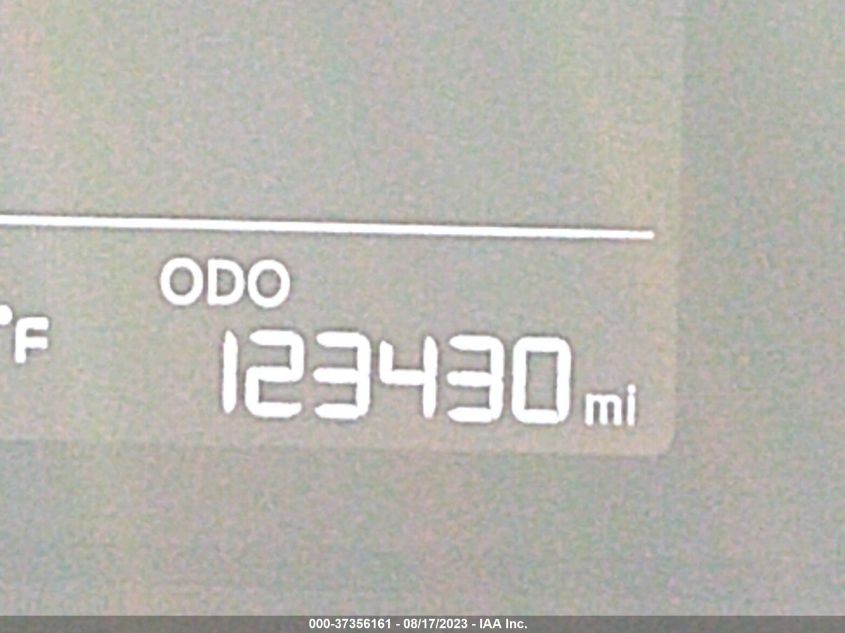 ODO
°F
123430 mi
000-37356161 - 08/17/2023 - IAA Inc.